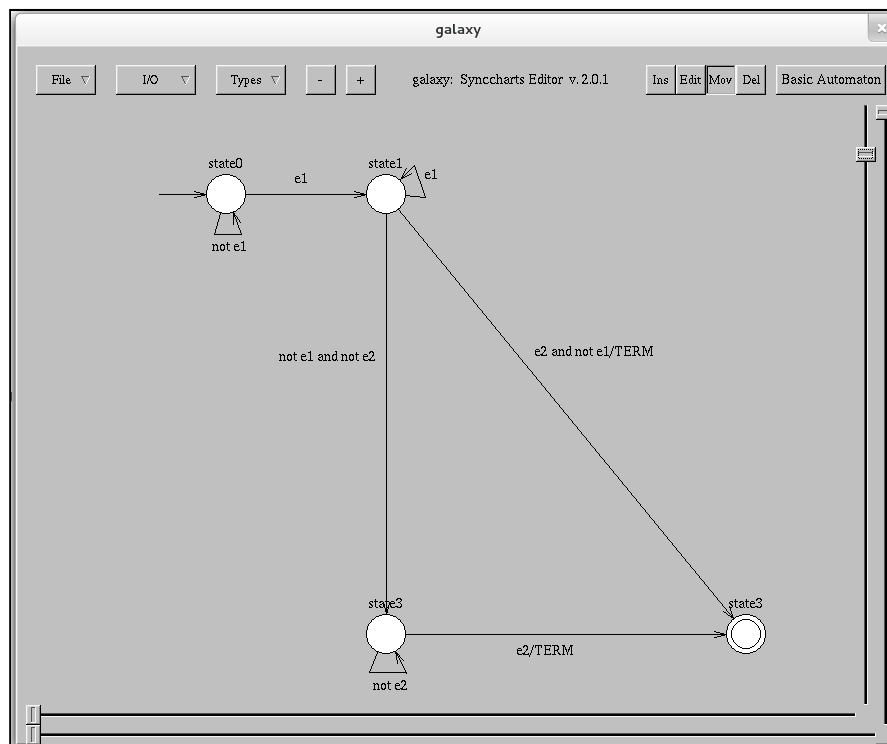 galaxy
File I/O Types - + galaxy: Synccharts Editor v. 2.0.1 Ins Edit Mov Del Basic Automaton
state0
state1
e1
e1
not e1
not e1 and not e2
e2 and not e1/TERM
state3
state3
e2/TERM
not e2